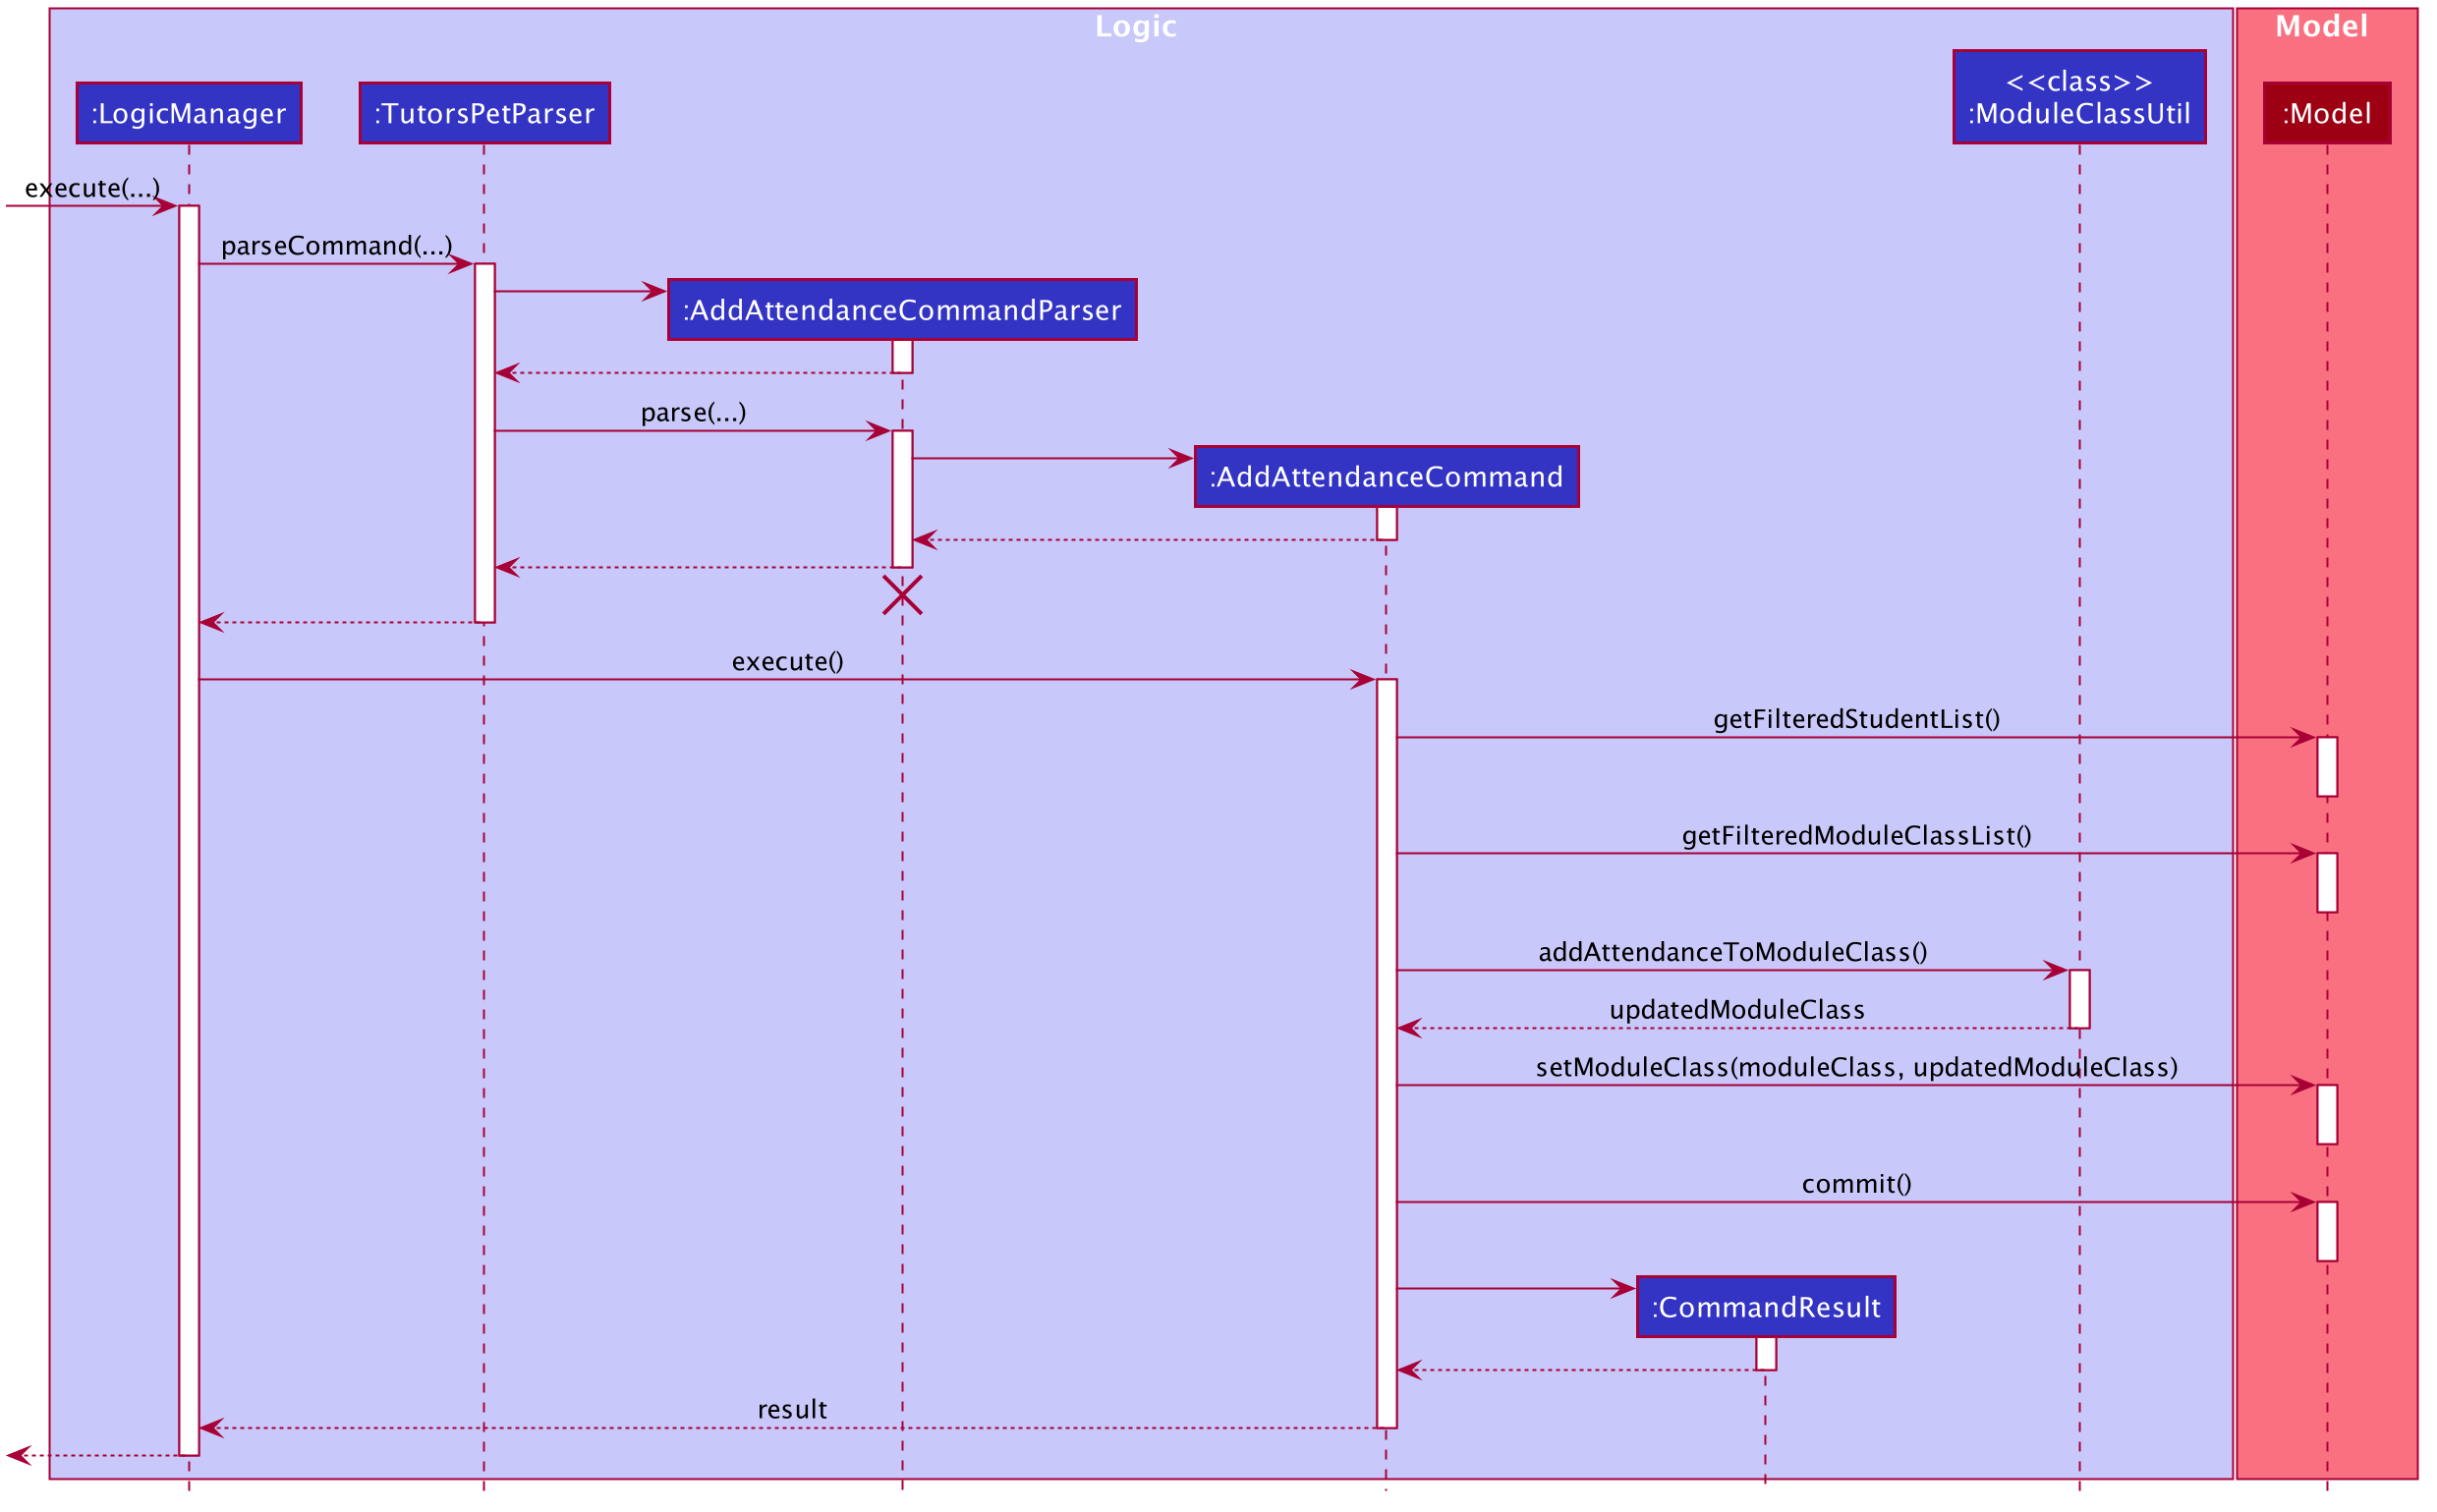 Logic
Model
<<class>>
:LogicManager
:TutorsPetParser
:ModuleClassUtil
:Model
execute(...)
parseCommand(...)
:AddAttendanceCommandParser
parse(...)
:AddAttendanceCommand
execute()
getFilteredStudentList()
getFilteredModuleClassList()
addAttendanceToModuleClass()
updatedModuleClass
setModuleClass(moduleClass, updatedModuleClass)
commit()
:CommandResult
result